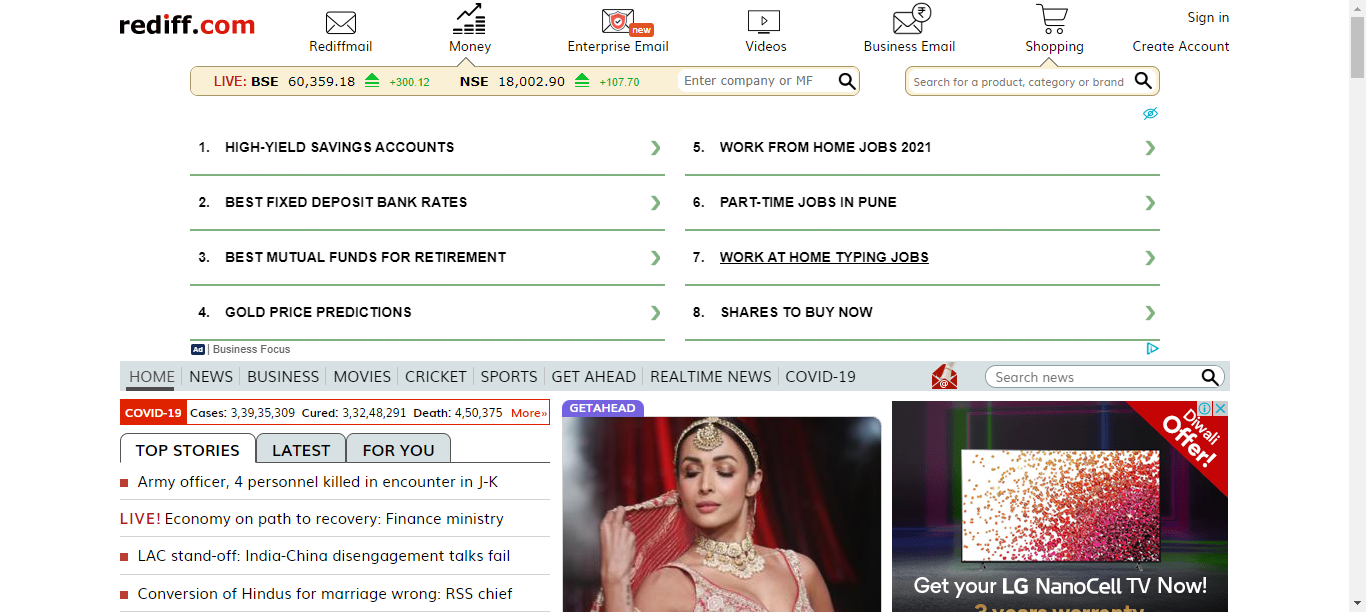 rediff.com
Rediffmail
Money
new
Enterprise Email
Videos
₹
Business Email
Shopping
Sign in
Create Account
LIVE: BSE 60,359.18 +300.12 NSE 18,002.90 +107.70 Enter company or MF
Search for a product, category or brand
1. HIGH-YIELD SAVINGS ACCOUNTS
2. BEST FIXED DEPOSIT BANK RATES
3. BEST MUTUAL FUNDS FOR RETIREMENT
4. GOLD PRICE PREDICTIONS
5. WORK FROM HOME JOBS 2021
6. PART-TIME JOBS IN PUNE
7. WORK AT HOME TYPING JOBS
8. SHARES TO BUY NOW
Ad | Business Focus
HOME NEWS BUSINESS MOVIES CRICKET SPORTS GET AHEAD REALTIME NEWS COVID-19
@
Search news
COVID-19 Cases: 3,39,35,309 Cured: 3,32,48,291 Death: 4,50,375 More»
TOP STORIES LATEST FOR YOU
Army officer, 4 personnel killed in encounter in J-K
LIVE! Economy on path to recovery: Finance ministry
LAC stand-off: India-China disengagement talks fail
Conversion of Hindus for marriage wrong: RSS chief
GETAHEAD
Diwali
Offer!
Get your LG NanoCell TV Now!
3 years warranty